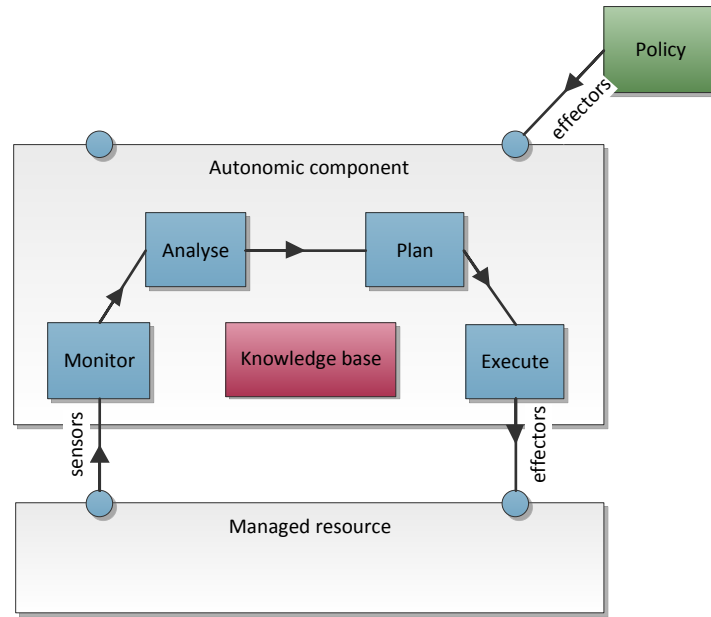 Policy
effectors
Autonomic component
Analyse
Plan
Monitor
Knowledge base
Execute
sensors
effectors
Managed resource